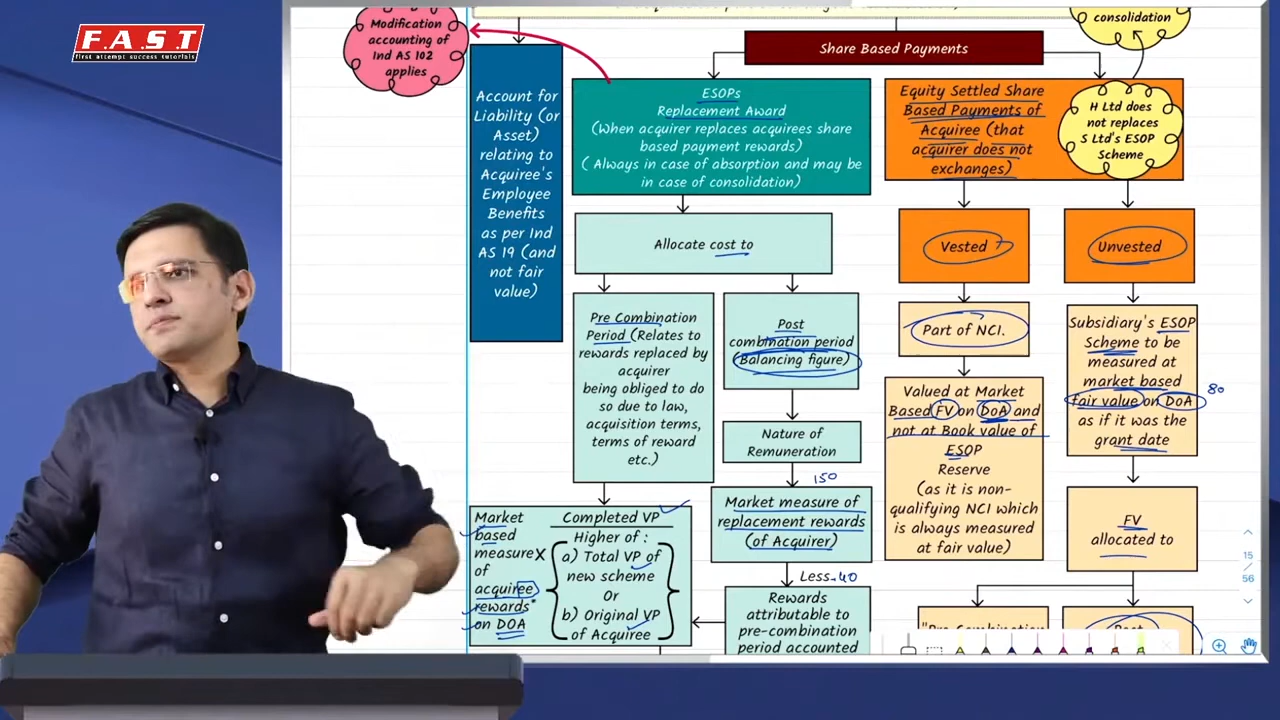 F.A.S.T
first attempt success tutorials
Modification
accounting of
Ind AS 102
applies
consolidation
Share Based Payments
Account for
Liability (or
Asset)
relating to
Acquiree's
Employee
Benefits
as per Ind
AS 19 (and
not fair
value)
ESOPs
Replacement Award
(When acquirer replaces acquirees share
based payment rewards)
( Always in case of absorption and may be
in case of consolidation)
Equity Settled Share
Based Payments of
Acquiree (that
acquirer does not
exchanges)
H Ltd does
not replaces
S Ltd's ESOP
Scheme
Allocate cost to
Vested
Unvested
Pre Combination
Period (Relates to
rewards replaced by
acquirer
being obliged to do
so due to law,
acquisition terms,
terms of reward
etc.)
Post
combination period
(Balancing figure)
Nature of
Remuneration
150
Market measure of
replacement rewards
(of Acquirer)
Less-40
Rewards
attributable to
pre-combination
period accounted
Part of NCI.
Valued at Market
Based FV on DoA and
not at Book value of
ESOP
Reserve
(as it is non-
qualifying NCI which
is always measured
at fair value)
Subsidiary's ESOP
Scheme to be
measured at
market based
fair value on DoA
80
as if it was the
grant date
FV
allocated to
Market
based
measure X
of
acquiree
rewards*
on DOA
Completed VP
Higher of :
a) Total VP of
new scheme
Or
b) Original VP
of Acquiree
"Pre-Combination
Post
15
/
56